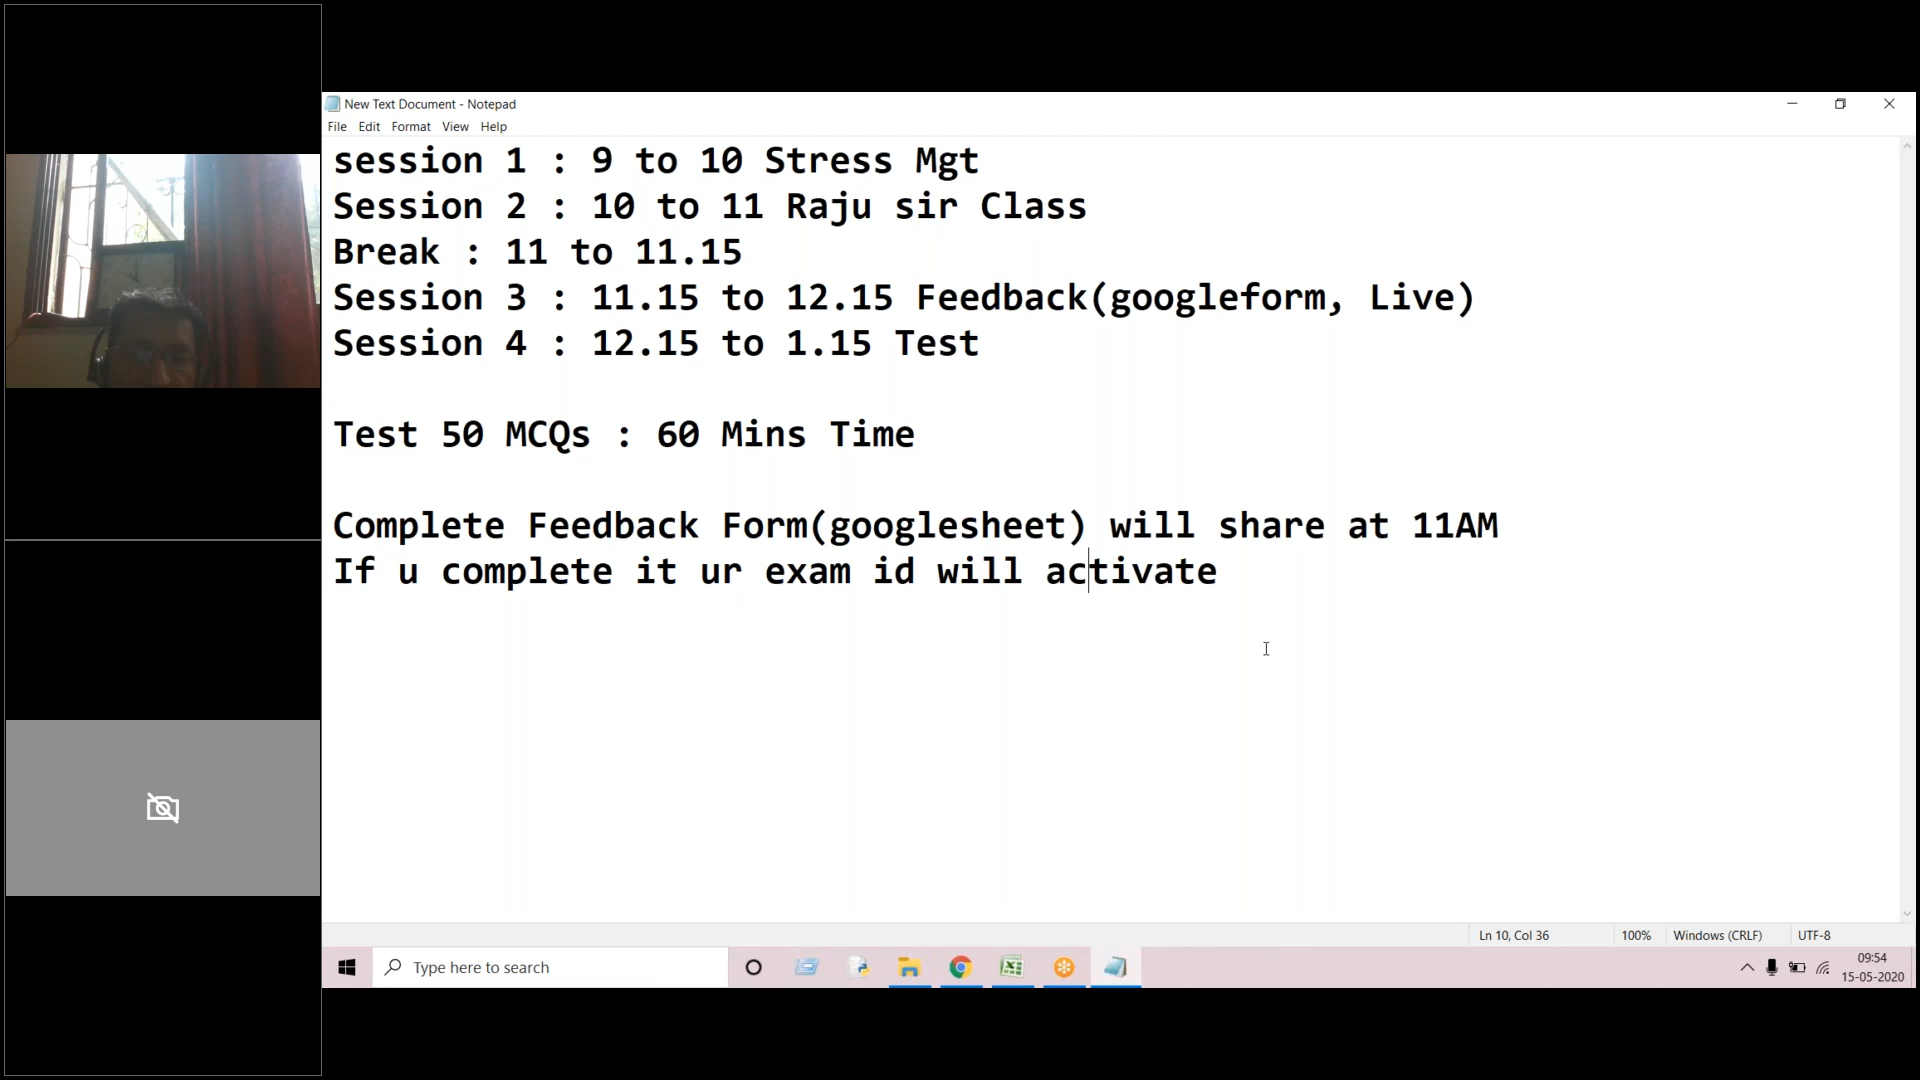 New Text Document - Notepad
File Edit Format View Help
session 1 : 9 to 10 Stress Mgt
Session 2 : 10 to 11 Raju sir Class
Break : 11 to 11.15
Session 3 : 11.15 to 12.15 Feedback(googleform, Live)
Session 4 : 12.15 to 1.15 Test
Test 50 MCQs : 60 Mins Time
Complete Feedback Form(googlesheet) will share at 11AM
If u complete it ur exam id will activate
Ln 10, Col 36 100% Windows (CRLF) UTF-8
Type here to search
09:54
15-05-2020